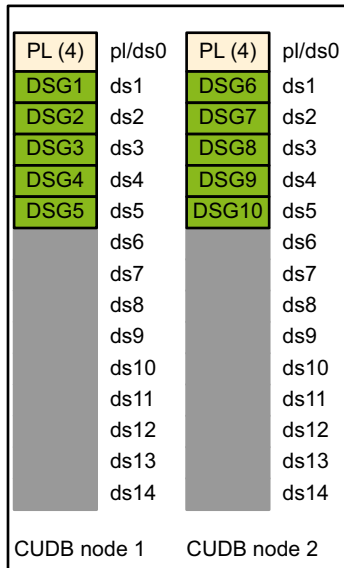 PL (4) pl/ds0 PL (4) pl/ds0
DSG1 ds1 DSG6 ds1
DSG2 ds2 DSG7 ds2
DSG3 ds3 DSG8 ds3
DSG4 ds4 DSG9 ds4
DSG5 ds5 DSG10 ds5
ds6 ds6
ds7 ds7
ds8 ds8
ds9 ds9
ds10 ds10
ds11 ds11
ds12 ds12
ds13 ds13
ds14 ds14
CUDB node 1 CUDB node 2